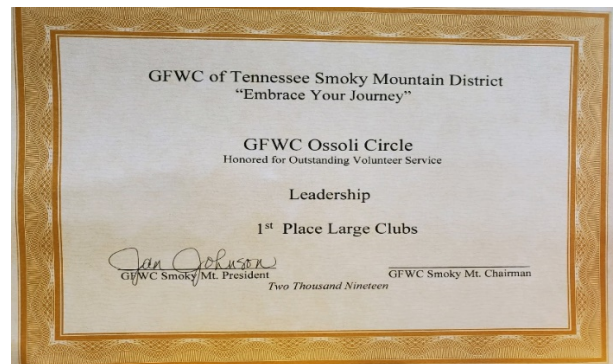 GFWC of Tennessee Smoky Mountain District
“Embrace Your Journey”
GFWC Ossoli Circle
Honored for Outstanding Volunteer Service
Leadership
1st Place Large Clubs
Jan Johnson
GFWC Smoky Mt. President
GFWC Smoky Mt. Chairman
Two Thousand Nineteen